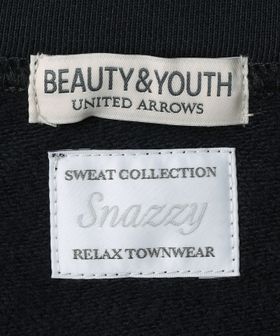 BEAUTY&YOUTH
UNITED ARROWS
SWEAT COLLECTION
Snazzy
RELAX TOWNWEAR